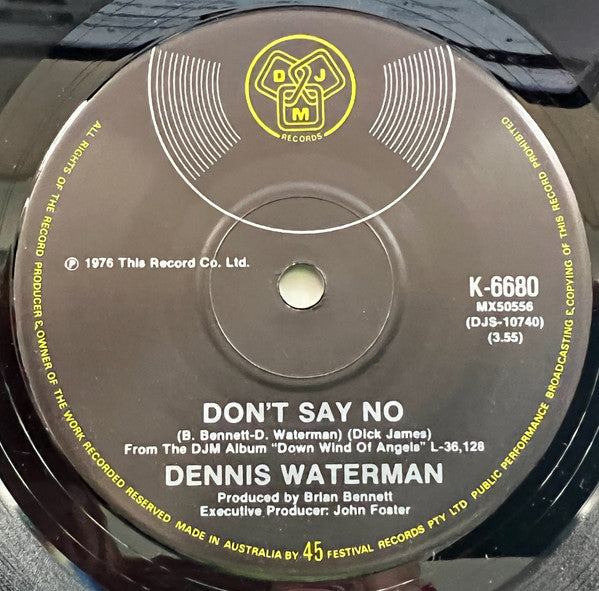 D J M
RECORDS
ALL RIGHTS OF THE RECORD PRODUCER & OWNER OF THE WORK RECORDED RESERVED MADE IN AUSTRALIA BY 45 FESTIVAL RECORDS PTY LTD PUBLIC PERFORMANCE BROADCASTING & COPYING OF THIS RECORD PROHIBITED
℗ 1976 This Record Co. Ltd.
K-6680
MX50556
(DJS-10740)
(3.55)
DON'T SAY NO
(B. Bennett-D. Waterman) (Dick James)
From The DJM Album "Down Wind Of Angels" L-36,128
DENNIS WATERMAN
Produced by Brian Bennett
Executive Producer: John Foster